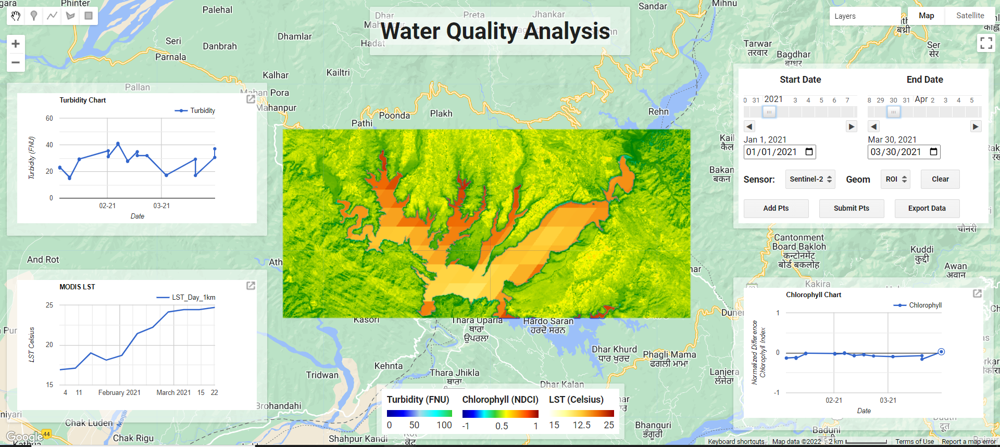 Phinter
Palehal
Sandar
Mihnu
Dhar
Preta
Jhankar
Layers
Map
Satellite
Water Quality Analysis
बथ्री
Hadat
Seri
Dhamlar
Danbrah
Parnala
Tarwar
तरवार
Bagdhar
बाग्धर
Ser
सेर
Kalhar
Kailtri
Pallan
Mahan Pora
Mahanpur
Poonda
Plakh
Pathi
Rehn
Turbidity Chart
Turbidity
Turbidity (FNU)
60
40
20
0
02-21
03-21
Date
Start Date
End Date
0 31 2021 3 4 5 6 7
8 29 30 31 Apr 2 3 4 5
Jan 1, 2021
Mar 30, 2021
01/01/2021
03/30/2021
Sensor:
Sentinel-2
Geom
ROI
Clear
Add Pts
Submit Pts
Export Data
Bakan
बकन
चौनरी
Cantonment
Board Bakloh
कन्टोनमेंट
बोर्ड बकलोह
Kuddi
कुद्दी
Awan
अवान
And Rot
Ath
Kakira
MODIS LST
LST_Day_1km
LST Celsius
25
20
15
4
11
February 2021
March 2021
15
22
Chlorophyll Chart
Chlorophyll
Normalized Difference
Chlorophyll Index
1
0
-1
02-21
03-21
Date
Kasori
Thara Uparla
ਥਾਰਾ
ਉਪਰਲਾ
Hardo Saran
ਹਰਦੋ ਸਰਨ
Dhar Khurd
ਧਾਰ ਖੁਰਦ
Phagli Mama
ਫਗਲੀ ਮਾਮਾ
Kehnta
Tridwan
Thara Jhikla
ਥਾਰਾ
Dhar Kalan
Lanjera
लंजेरा
Brohandahi
Turbidity (FNU)
0 50 100
Chlorophyll (NDCI)
-1 0.5 1
LST (Celsius)
15 12.5 25
Chak Luden
Chak Rigu
44
Google
Shahpur Kandi
Bhanguri
भंगूरी
Baduni
Keyboard shortcuts
Map data ©2022
2 km
Terms of Use
Report a map error